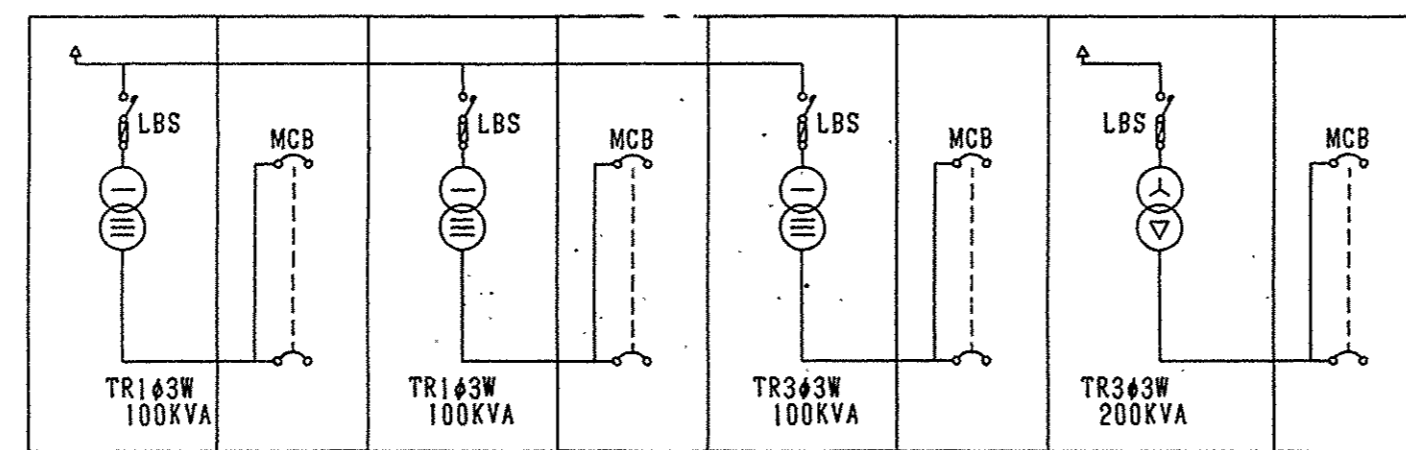 LBS
MCB
LBS
MCB
LBS
MCB
LBS
MCB
TR1φ3W
100KVA
TR1φ3W
100KVA
TR3φ3W
100KVA
TR3φ3W
200KVA